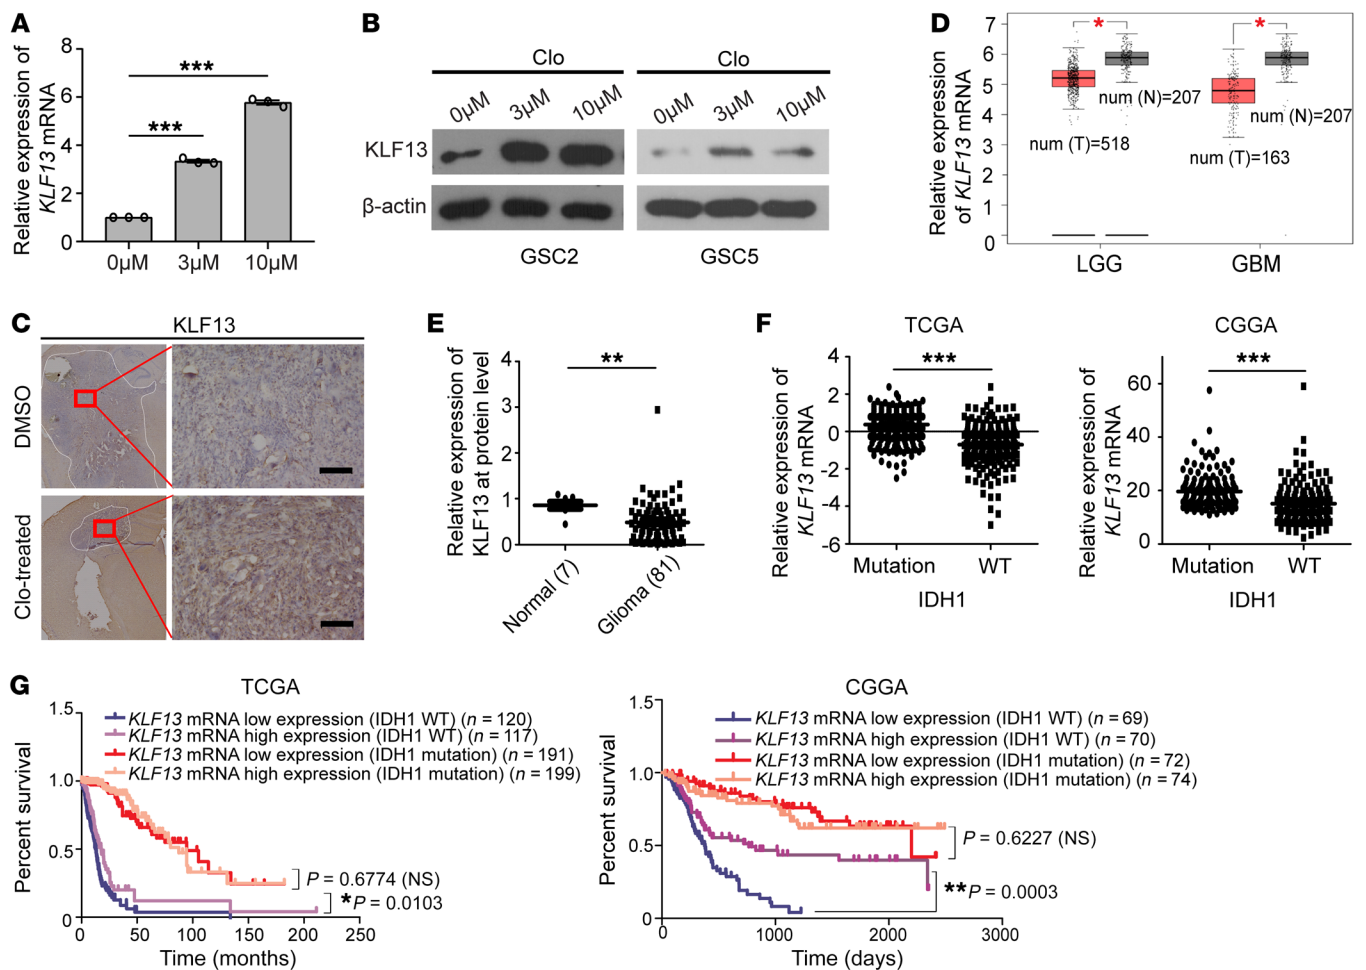 A
Relative expression of
KLF13 mRNA
8
6
4
2
0
***
***
0µM
3µM
10µM
B
Clo
Clo
0µM
3µM
10µM
0µM
3µM
10µM
KLF13
β-actin
GSC2
GSC5
D
Relative expression
of KLF13 mRNA
7
6
5
4
3
2
1
0
*
*
num (N)=207
num (T)=518
num (N)=207
num (T)=163
LGG
GBM
C
KLF13
DMSO
Clo-treated
E
Relative expression of
KLF13 at protein level
4
3
2
1
0
**
Normal (7)
Glioma (81)
F
TCGA
Relative expression of
KLF13 mRNA
4
2
0
-2
-4
-6
***
Mutation
WT
IDH1
CGGA
Relative expression of
KLF13 mRNA
60
40
20
0
***
Mutation
WT
IDH1
G
TCGA
Percent survival
1.5
1.0
0.5
0
KLF13 mRNA low expression (IDH1 WT) (n = 120)
KLF13 mRNA high expression (IDH1 WT) (n = 117)
KLF13 mRNA low expression (IDH1 mutation) (n = 191)
KLF13 mRNA high expression (IDH1 mutation) (n = 199)
P = 0.6774 (NS)
*P = 0.0103
0
50
100
150
200
250
Time (months)
CGGA
Percent survival
1.5
1.0
0.5
0
KLF13 mRNA low expression (IDH1 WT) (n = 69)
KLF13 mRNA high expression (IDH1 WT) (n = 70)
KLF13 mRNA low expression (IDH1 mutation) (n = 72)
KLF13 mRNA high expression (IDH1 mutation) (n = 74)
P = 0.6227 (NS)
**P = 0.0003
0
1000
2000
3000
Time (days)